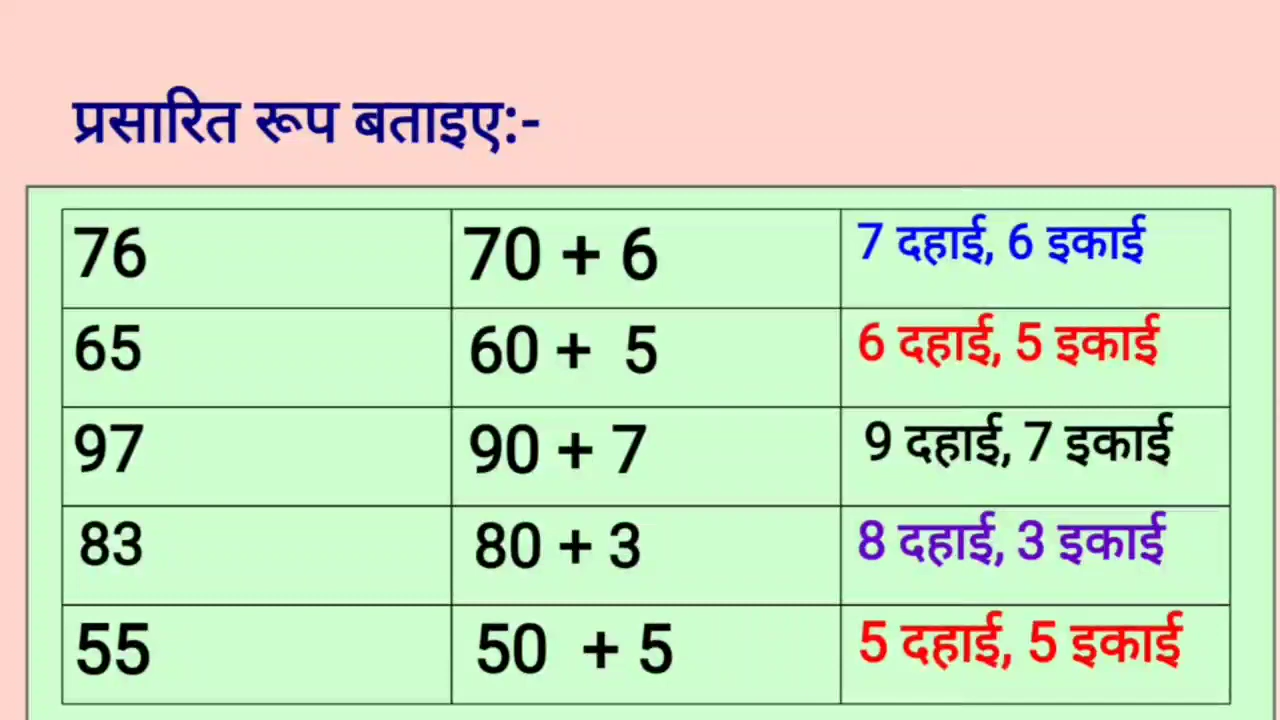 प्रसारित रूप बताइए:-
76 70 + 6 7 दहाई, 6 इकाई
65 60 + 5 6 दहाई, 5 इकाई
97 90 + 7 9 दहाई, 7 इकाई
83 80 + 3 8 दहाई, 3 इकाई
55 50 + 5 5 दहाई, 5 इकाई